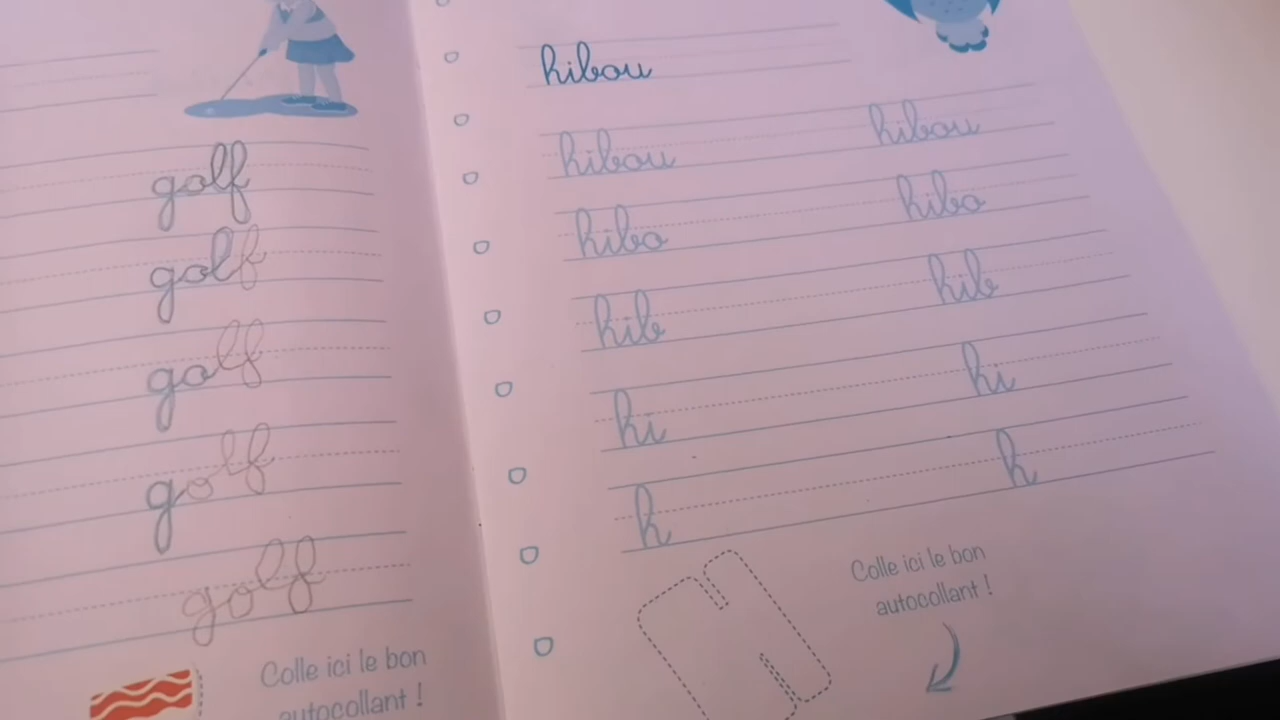 golf
golf
golf
golf
golf
Colle ici le bon
autocollant !
hibou
hibou hibou
hibo hibo
hib hib
hi hi
h h
Colle ici le bon
autocollant !